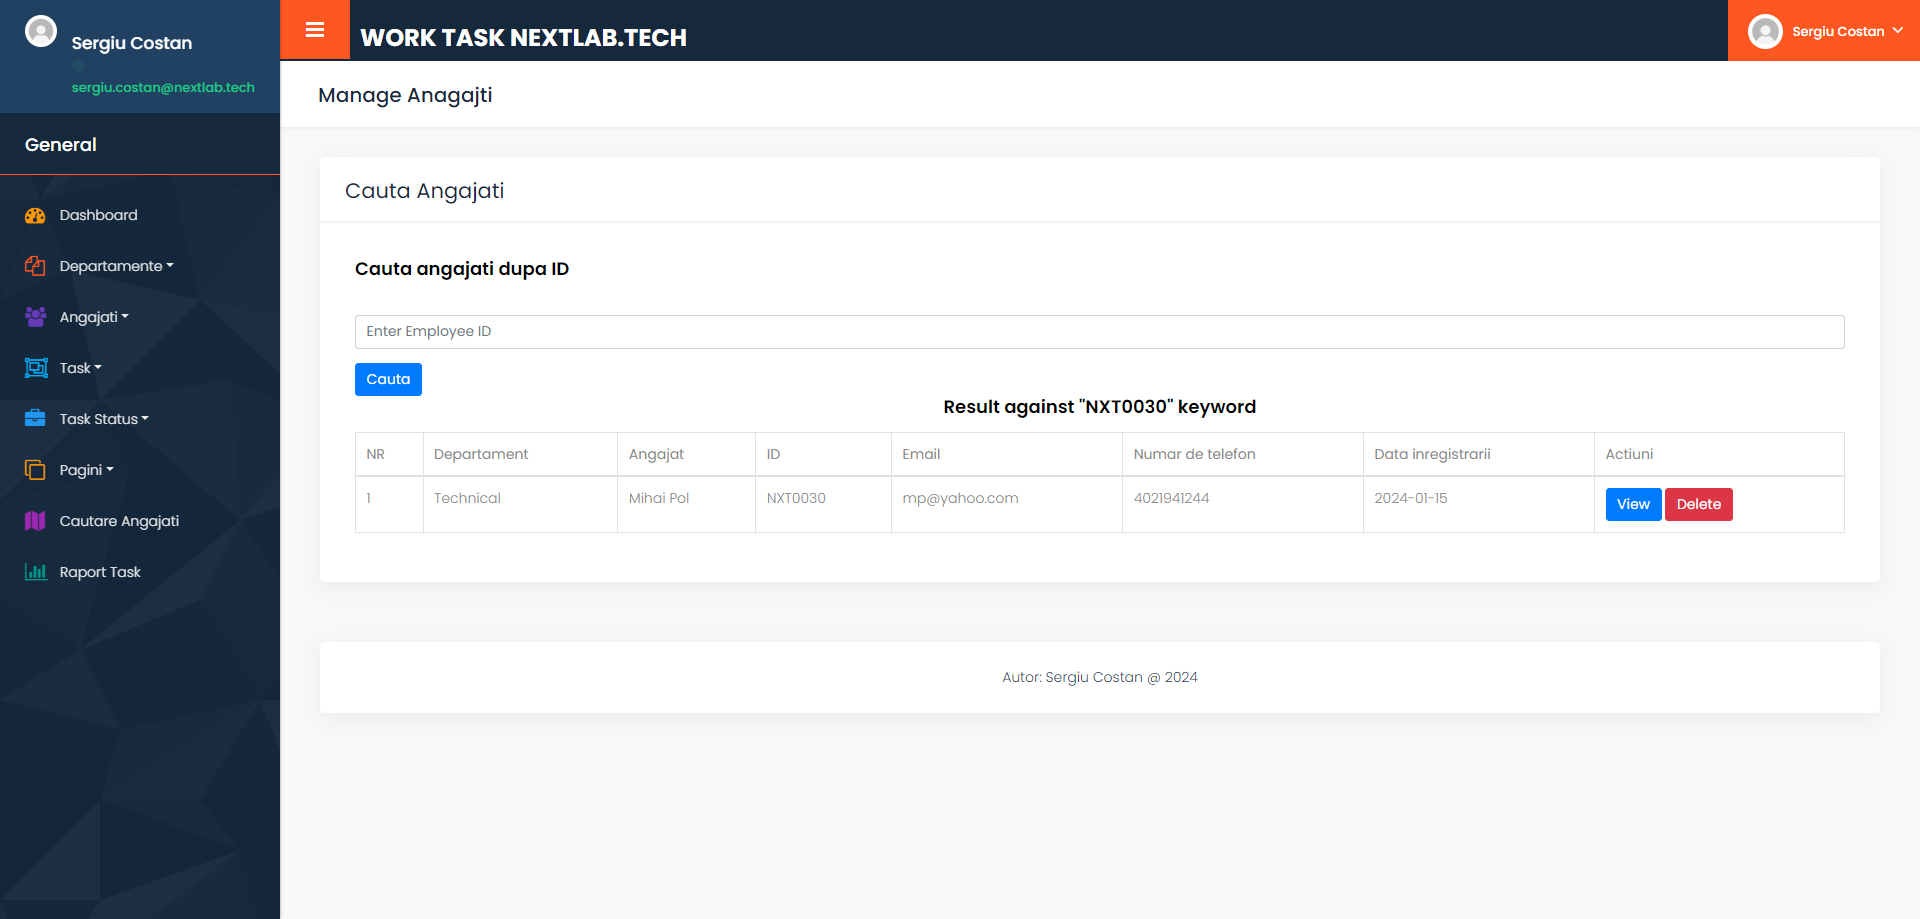 Sergiu Costan
sergiu.costan@nextlab.tech
General
Dashboard
Departamente
Angajati
Task
Task Status
Pagini
Cautare Angajati
Raport Task
WORK TASK NEXTLAB.TECH
Sergiu Costan
Manage Anagajti
Cauta Angajati
Cauta angajati dupa ID
Enter Employee ID
Cauta
Result against "NXT0030" keyword
NR Departament Angajat ID Email Numar de telefon Data inregistrarii Actiuni
1 Technical Mihai Pol NXT0030 mp@yahoo.com 4021941244 2024-01-15 View Delete
Autor: Sergiu Costan @ 2024